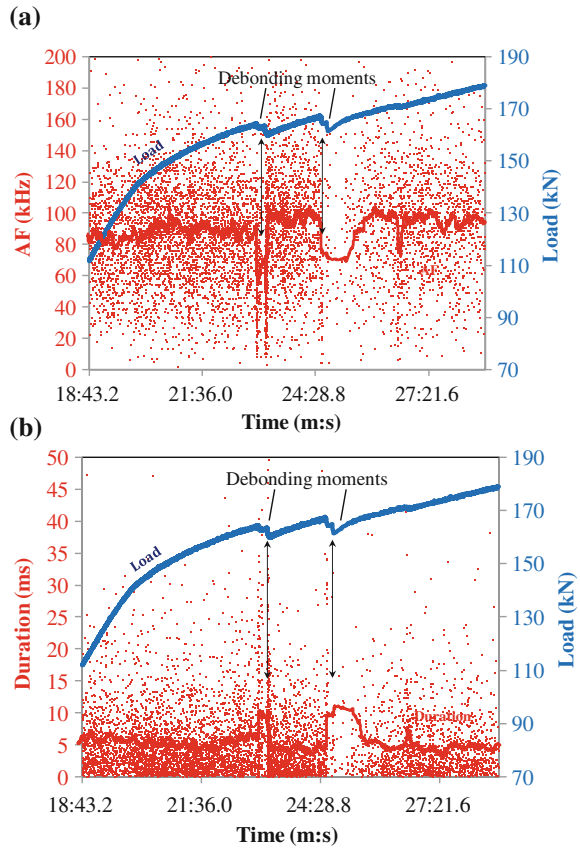 (a)
200
180
160
140
120
100
80
60
40
20
0
AF (kHz)
Debonding moments
Load
AF
190
170
150
130
110
90
70
Load (kN)
18:43.2 21:36.0 24:28.8 27:21.6
Time (m:s)
(b)
50
45
40
35
30
25
20
15
10
5
0
Duration (ms)
Debonding moments
Load
Duration
190
170
150
130
110
90
70
Load (kN)
18:43.2 21:36.0 24:28.8 27:21.6
Time (m:s)